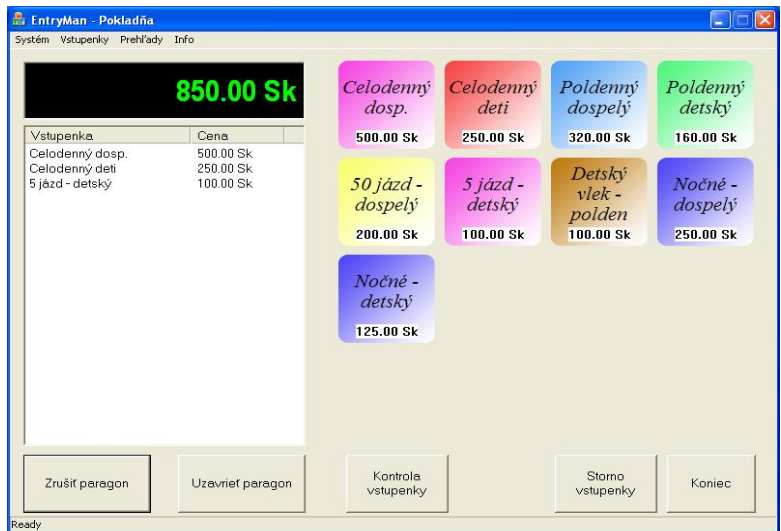 EntryMan - Pokladňa
Systém Vstupenky Prehľady Info
850.00 Sk
Vstupenka Cena
Celodenný dosp. 500.00 Sk
Celodenný deti 250.00 Sk
5 jázd - detský 100.00 Sk
Celodenný
dosp.
500.00 Sk
Celodenný
deti
250.00 Sk
Poldenný
dospelý
320.00 Sk
Poldenný
detský
160.00 Sk
50 jázd -
dospelý
200.00 Sk
5 jázd -
detský
100.00 Sk
Detský
vlek -
polden
100.00 Sk
Nočné -
dospelý
250.00 Sk
Nočné -
detský
125.00 Sk
Zrušiť paragon
Uzavrieť paragon
Kontrola
vstupenky
Storno
vstupenky
Koniec
Ready